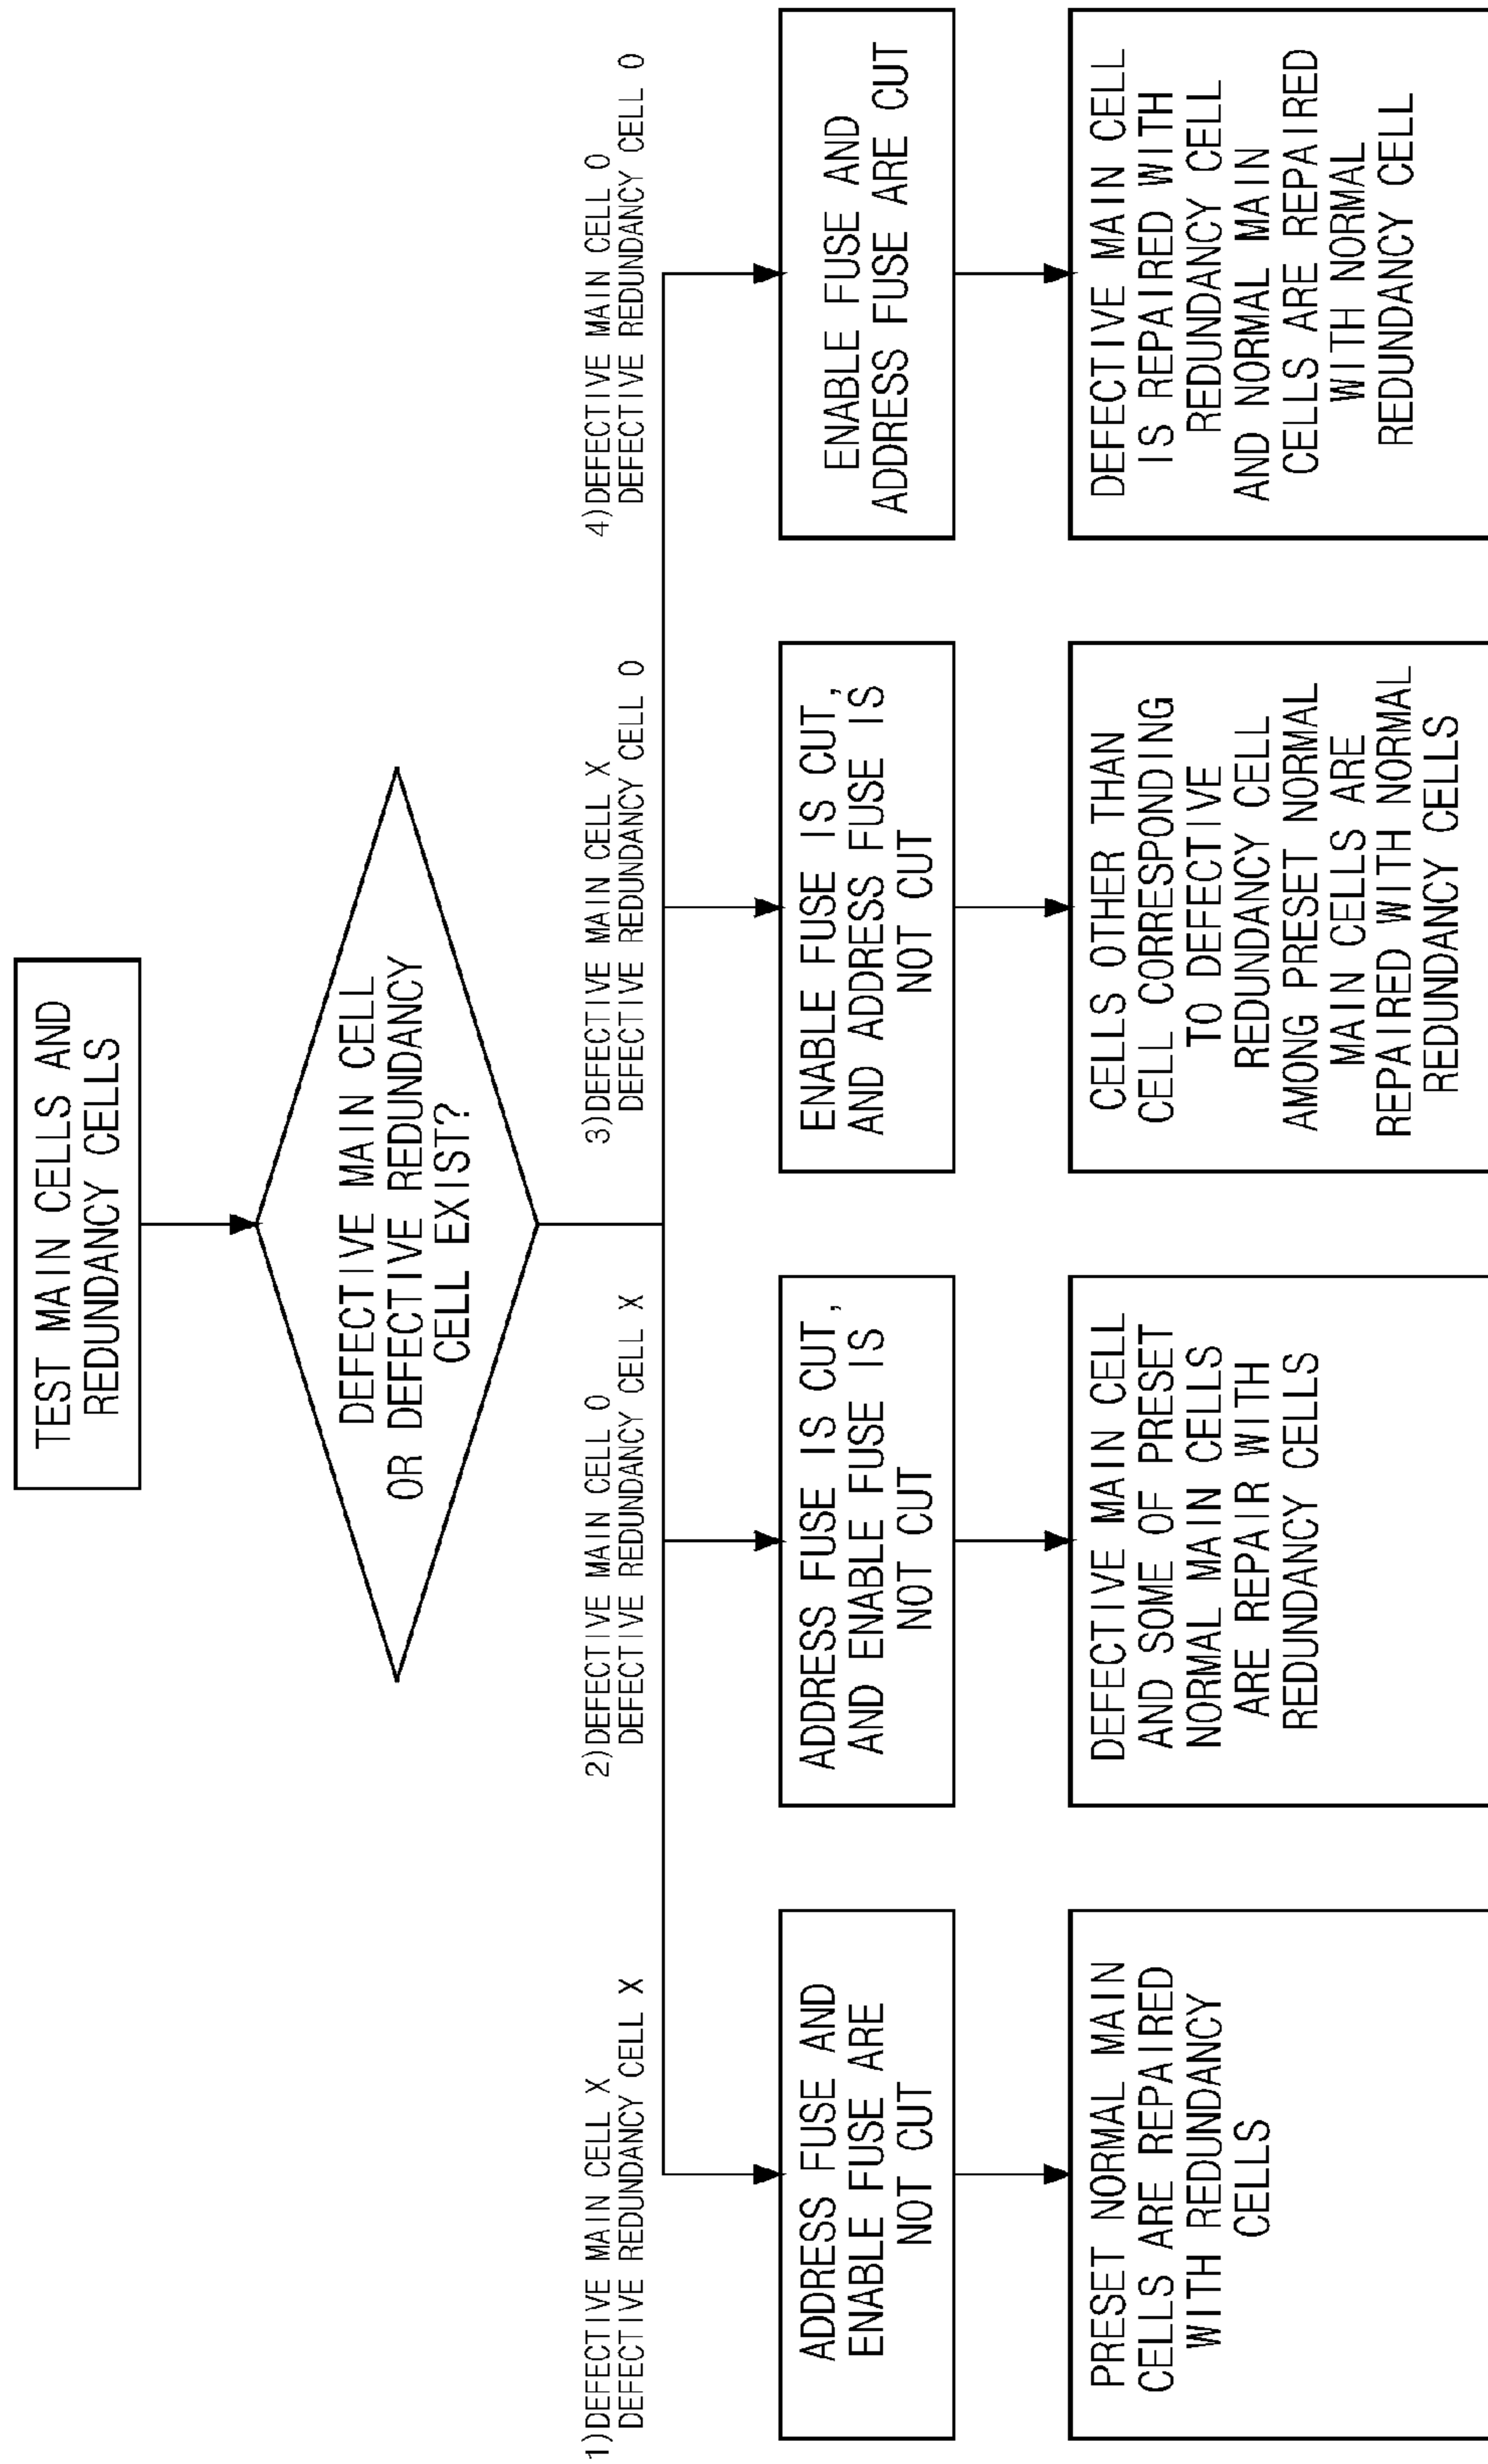 TEST MAIN CELLS AND
REDUNDANCY CELLS
DEFECTIVE MAIN CELL
OR DEFECTIVE REDUNDANCY
CELL EXIST?
1)DEFECTIVE MAIN CELL X
DEFECTIVE REDUNDANCY CELL X
2)DEFECTIVE MAIN CELL O
DEFECTIVE REDUNDANCY CELL X
3)DEFECTIVE MAIN CELL X
DEFECTIVE REDUNDANCY CELL O
4)DEFECTIVE MAIN CELL O
DEFECTIVE REDUNDANCY CELL O
ADDRESS FUSE AND
ENABLE FUSE ARE
NOT CUT
ADDRESS FUSE IS CUT,
AND ENABLE FUSE IS
NOT CUT
ENABLE FUSE IS CUT,
AND ADDRESS FUSE IS
NOT CUT
ENABLE FUSE AND
ADDRESS FUSE ARE CUT
PRESET NORMAL MAIN
CELLS ARE REPAIRED
WITH REDUNDANCY
CELLS
DEFECTIVE MAIN CELL
AND SOME OF PRESET
NORMAL MAIN CELLS
ARE REPAIR WITH
REDUNDANCY CELLS
CELLS OTHER THAN
CELL CORRESPONDING
TO DEFECTIVE
REDUNDANCY CELL
AMONG PRESET NORMAL
MAIN CELLS ARE
REPAIRED WITH NORMAL
REDUNDANCY CELLS
DEFECTIVE MAIN CELL
IS REPAIRED WITH
REDUNDANCY CELL
AND NORMAL MAIN
CELLS ARE REPAIRED
WITH NORMAL
REDUNDANCY CELL